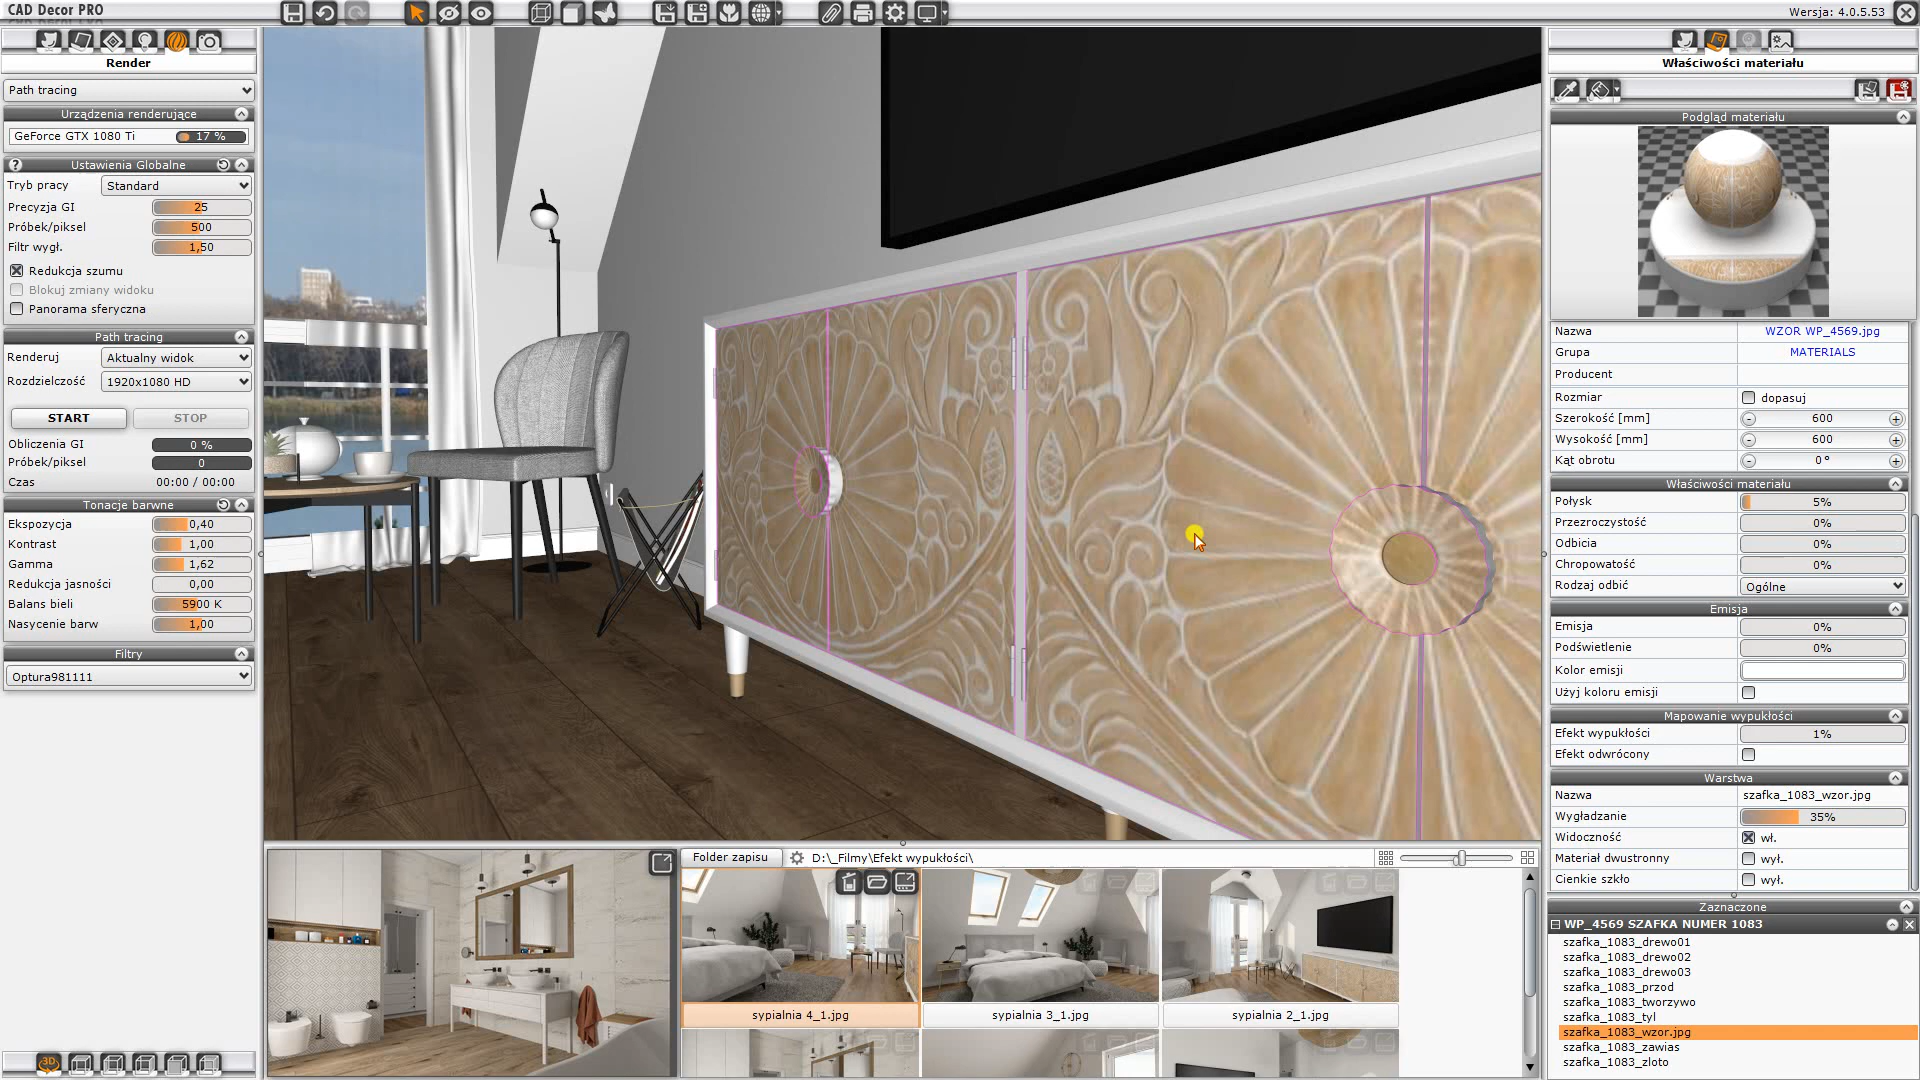 CAD Decor PRO
Wersja: 4.0.5.53
Render
Path tracing
Urządzenia renderujące
GeForce GTX 1080 Ti 17 %
Ustawienia Globalne
Tryb pracy Standard
Precyzja GI 25
Próbek/piksel 500
Filtr wygł. 1,50
Redukcja szumu
Blokuj zmiany widoku
Panorama sferyczna
Path tracing
Renderuj Aktualny widok
Rozdzielczość 1920x1080 HD
START STOP
Obliczenia GI 0 %
Próbek/piksel 0
Czas 00:00 / 00:00
Tonacje barwne
Ekspozycja 0,40
Kontrast 1,00
Gamma 1,62
Redukcja jasności 0,00
Balans bieli 5900 K
Nasycenie barw 1,00
Filtry
Optura981111
3D
Folder zapisu D:\_Filmy\Efekt wypukłości\
sypialnia 4_1.jpg
sypialnia 3_1.jpg
sypialnia 2_1.jpg
Właściwości materiału
Podgląd materiału
Nazwa WZOR WP_4569.jpg
Grupa MATERIALS
Producent
Rozmiar dopasuj
Szerokość [mm] 600
Wysokość [mm] 600
Kąt obrotu 0°
Właściwości materiału
Połysk 5%
Przezroczystość 0%
Odbicia 0%
Chropowatość 0%
Rodzaj odbić Ogólne
Emisja
Emisja 0%
Podświetlenie 0%
Kolor emisji
Użyj koloru emisji
Mapowanie wypukłości
Efekt wypukłości 1%
Efekt odwrócony
Warstwa
Nazwa szafka_1083_wzor.jpg
Wygładzanie 35%
Widoczność wł.
Materiał dwustronny wył.
Cienkie szkło wył.
Zaznaczone
WP_4569 SZAFKA NUMER 1083
szafka_1083_drewo01
szafka_1083_drewo02
szafka_1083_drewo03
szafka_1083_przod
szafka_1083_tworzywo
szafka_1083_tyl
szafka_1083_wzor.jpg
szafka_1083_zawias
szafka_1083_zloto